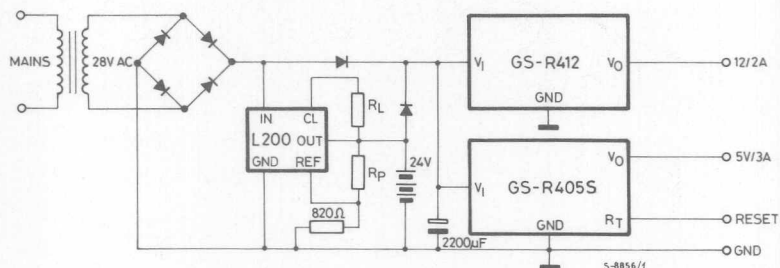 MAINS
28V AC
IN
CL
L200
OUT
GND
REF
RL
RP
820Ω
24V
2200µF
VI
GS-R412
VO
GND
12/2A
VI
GS-R405S
VO
GND
RT
5V/3A
RESET
GND
S-8856/1